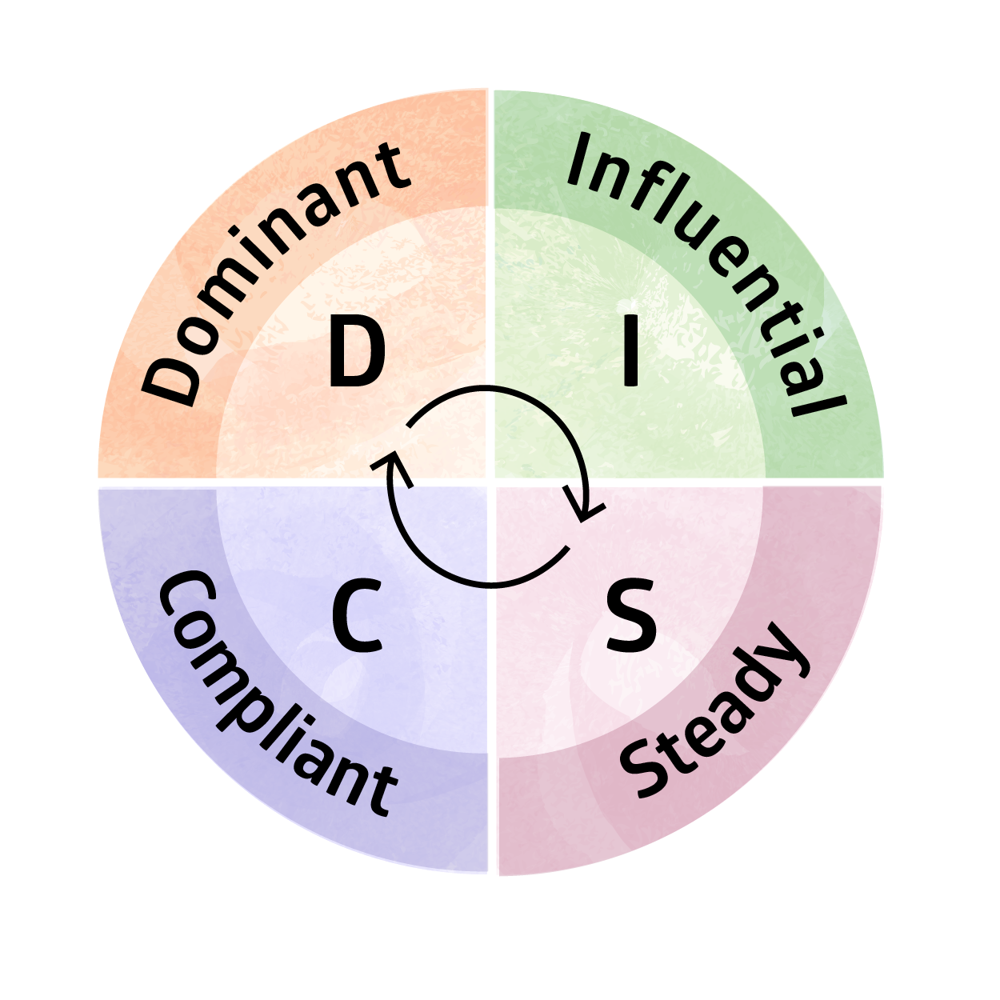 Dominant
Influential
D
I
C
S
Compliant
Steady